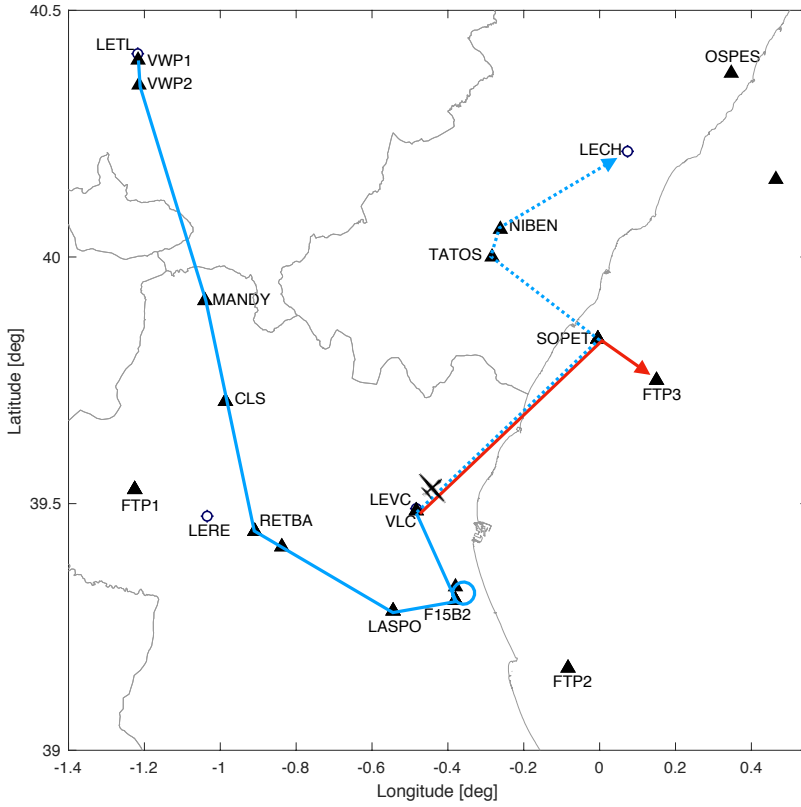 40.5
LETL
VWP1
OSPES
VWP2
LECH
NIBEN
40
TATOS
MANDY
SOPET
FTP3
CLS
Latitude [deg]
39.5
FTP1
LERE
RETBA
LEVC
VLC
LASPO
F15B2
FTP2
39
-1.4 -1.2 -1 -0.8 -0.6 -0.4 -0.2 0 0.2 0.4
Longitude [deg]